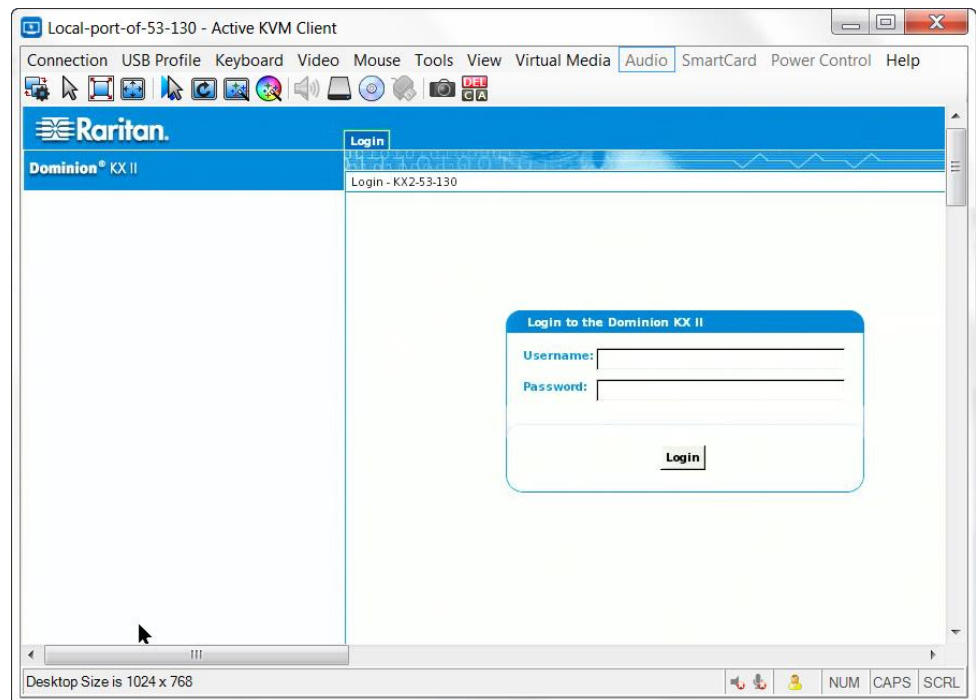 Local-port-of-53-130 - Active KVM Client
Connection USB Profile Keyboard Video Mouse Tools View Virtual Media Audio SmartCard Power Control Help
DEL
C A
Raritan.
Login
Dominion® KX II
Login - KX2-53-130
Login to the Dominion KX II
Username:
Password:
Login
Desktop Size is 1024 x 768
NUM CAPS SCRL